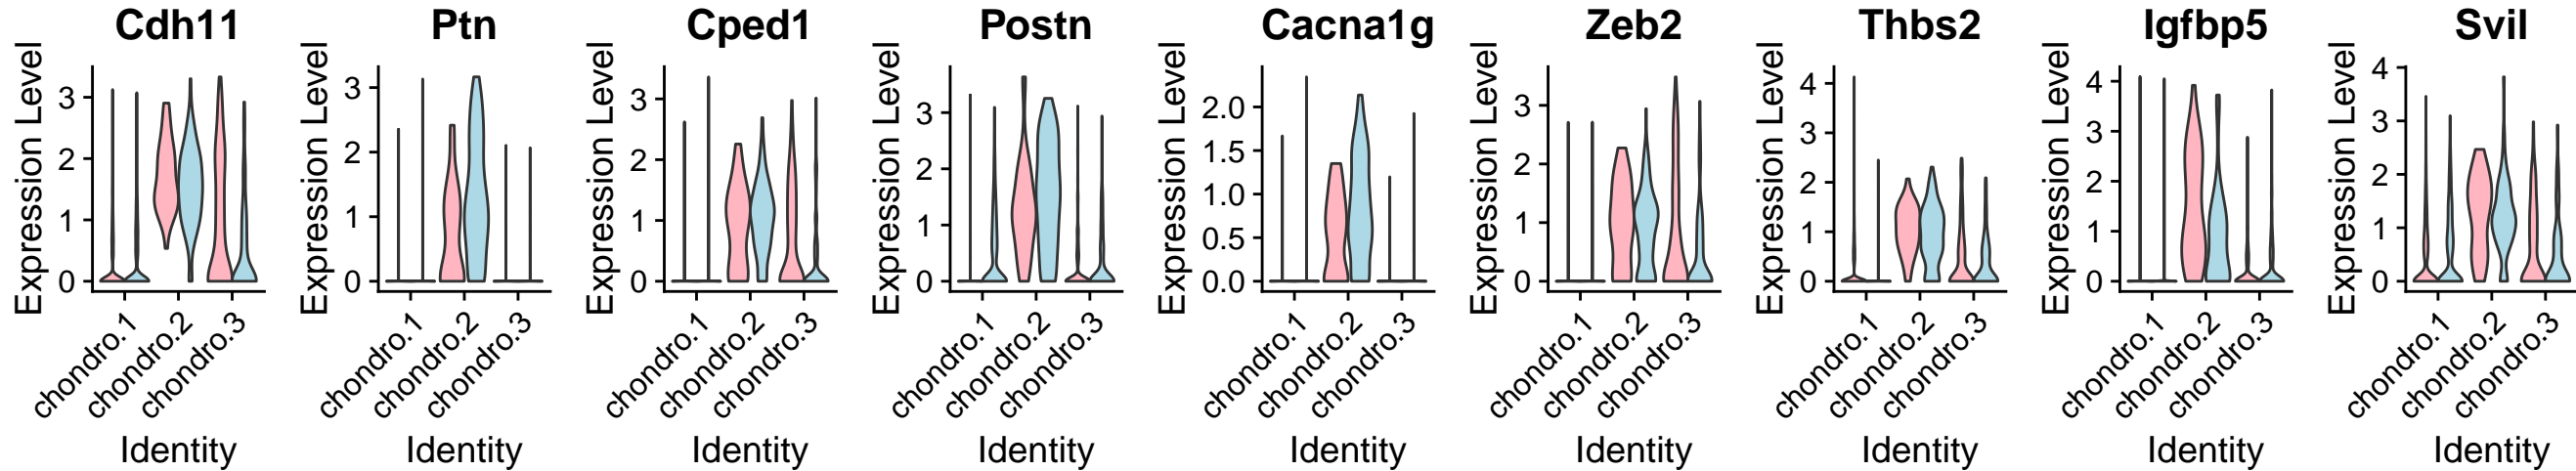 Cdh11
Expression Level
3
2
1
0
chondro.1
chondro.2
chondro.3
Identity
Ptn
Expression Level
3
2
1
0
chondro.1
chondro.2
chondro.3
Identity
Cped1
Expression Level
3
2
1
0
chondro.1
chondro.2
chondro.3
Identity
Postn
Expression Level
3
2
1
0
chondro.1
chondro.2
chondro.3
Identity
Cacna1g
Expression Level
2.0
1.5
1.0
0.5
0.0
chondro.1
chondro.2
chondro.3
Identity
Zeb2
Expression Level
3
2
1
0
chondro.1
chondro.2
chondro.3
Identity
Thbs2
Expression Level
4
3
2
1
0
chondro.1
chondro.2
chondro.3
Identity
Igfbp5
Expression Level
4
3
2
1
0
chondro.1
chondro.2
chondro.3
Identity
Svil
Expression Level
4
3
2
1
0
chondro.1
chondro.2
chondro.3
Identity